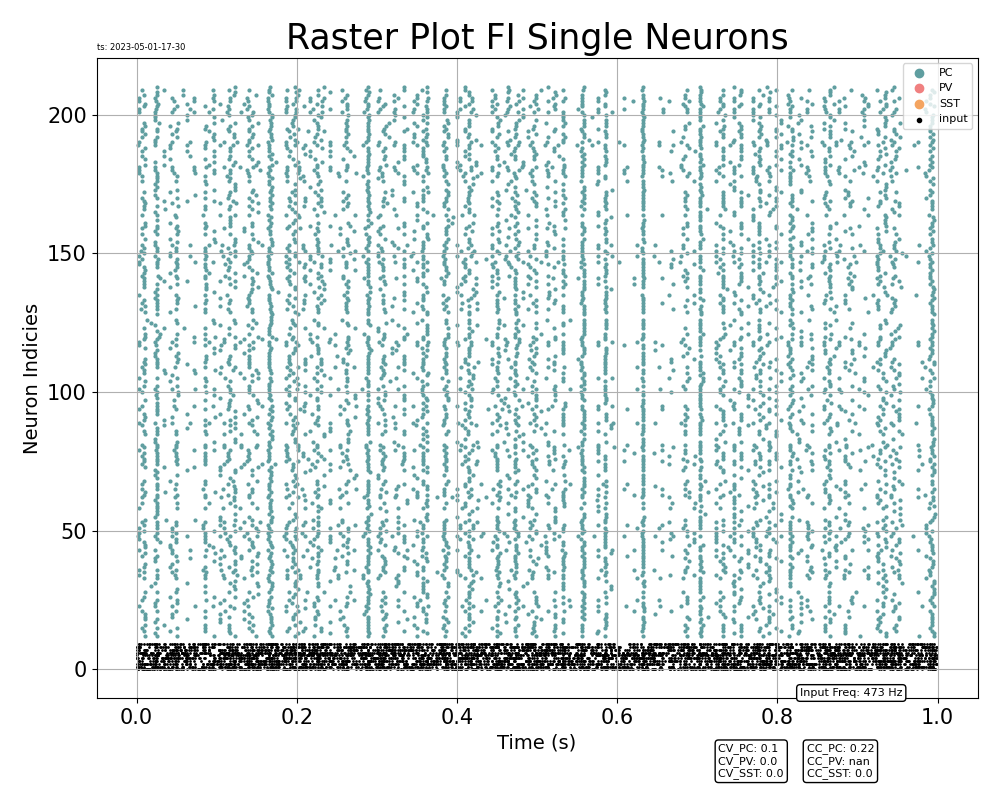 Raster Plot FI Single Neurons
ts: 2023-05-01-17-30
PC
PV
SST
input
200
150
100
50
0
Neuron Indicies
0.0 0.2 0.4 0.6 0.8 1.0
Input Freq: 473 Hz
Time (s)
CV_PC: 0.1
CV_PV: 0.0
CV_SST: 0.0
CC_PC: 0.22
CC_PV: nan
CC_SST: 0.0